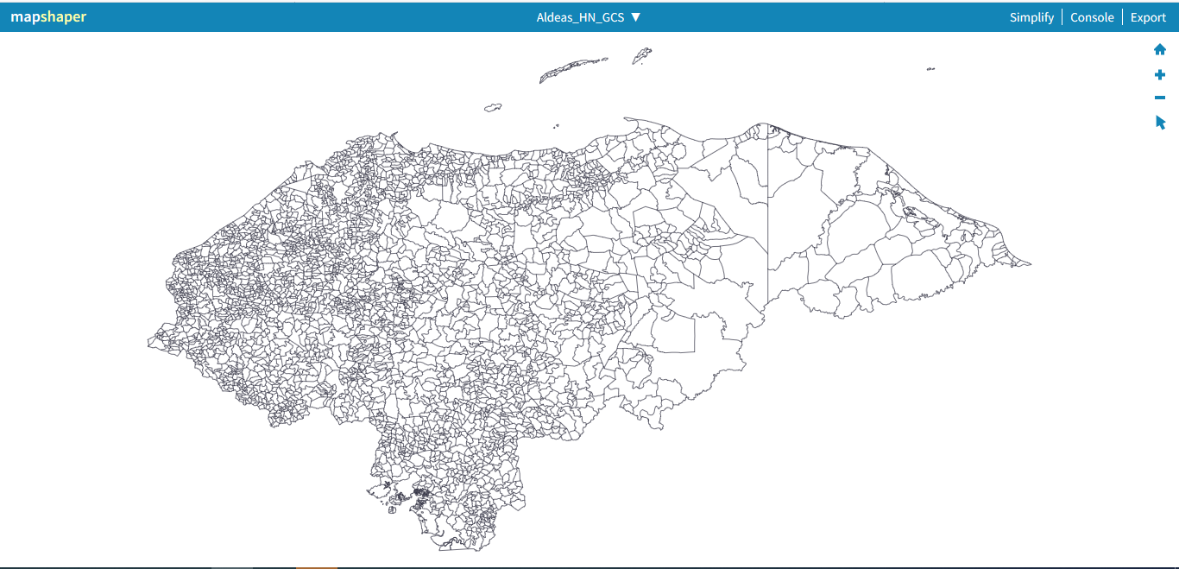 mapshaper
Aldeas_HN_GCS ▼
Simplify | Console | Export